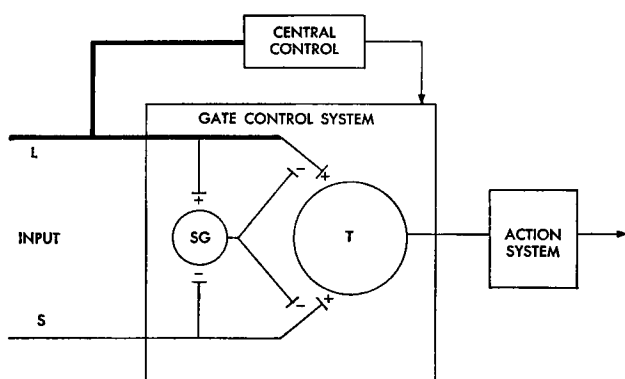 CENTRAL
CONTROL
GATE CONTROL SYSTEM
L
+
- +
INPUT
SG
T
ACTION
SYSTEM
-
- +
S